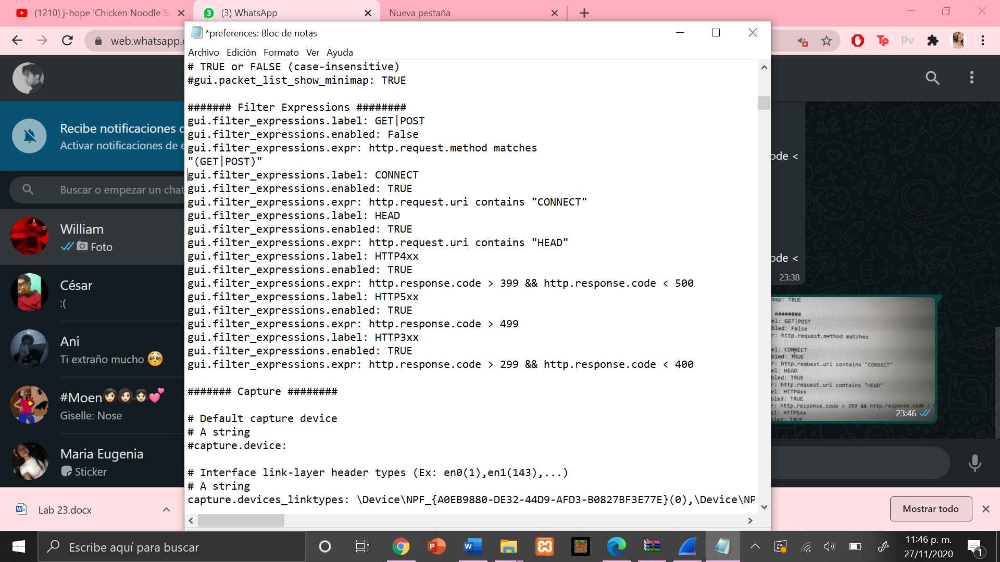 (1210) j-hope 'Chicken Noodle So
(3) WhatsApp
Nueva pestaña
web.whatsapp.c
Tp
pv
*preferences: Bloc de notas
Archivo Edición Formato Ver Ayuda
# TRUE or FALSE (case-insensitive)
#gui.packet_list_show_minimap: TRUE
####### Filter Expressions ########
gui.filter_expressions.label: GET|POST
gui.filter_expressions.enabled: False
gui.filter_expressions.expr: http.request.method matches
"(GET|POST)"
gui.filter_expressions.label: CONNECT
gui.filter_expressions.enabled: TRUE
gui.filter_expressions.expr: http.request.uri contains "CONNECT"
gui.filter_expressions.label: HEAD
gui.filter_expressions.enabled: TRUE
gui.filter_expressions.expr: http.request.uri contains "HEAD"
gui.filter_expressions.label: HTTP4xx
gui.filter_expressions.enabled: TRUE
gui.filter_expressions.expr: http.response.code > 399 && http.response.code < 500
gui.filter_expressions.label: HTTP5xx
gui.filter_expressions.enabled: TRUE
gui.filter_expressions.expr: http.response.code > 499
gui.filter_expressions.label: HTTP3xx
gui.filter_expressions.enabled: TRUE
gui.filter_expressions.expr: http.response.code > 299 && http.response.code < 400
####### Capture ########
# Default capture device
# A string
#capture.device:
# Interface link-layer header types (Ex: en0(1),en1(143),...)
# A string
capture.devices_linktypes: \Device\NPF_{A0EB9880-DE32-44D9-AFD3-B0827BF3E77E}(0),\Device\NP
Recibe notificaciones d
Activar notificaciones de e
Buscar o empezar un chat
William
Foto
César
:(
Ani
Ti extraño mucho 🥺
#Moen👩🏻👩🏻👧🏻💕
Giselle: Nose
Maria Eugenia
Sticker
ode <
ode <
23:38
map: TRUE
########
el: GET|POST
bled: False
r: http.request.method matches
el: CONNECT
bled: TRUE
r: http.request.uri contains "CONNECT"
el: HEAD
bled: TRUE
r: http.request.uri contains "HEAD"
el: HTTP4xx
bled: TRUE
r: http.response.code > 399 && http.response.code < 5
el: HTTP5xx
bled: TRUE
23:46
Lab 23.docx
Mostrar todo
Escribe aquí para buscar
11:46 p. m.
27/11/2020
1